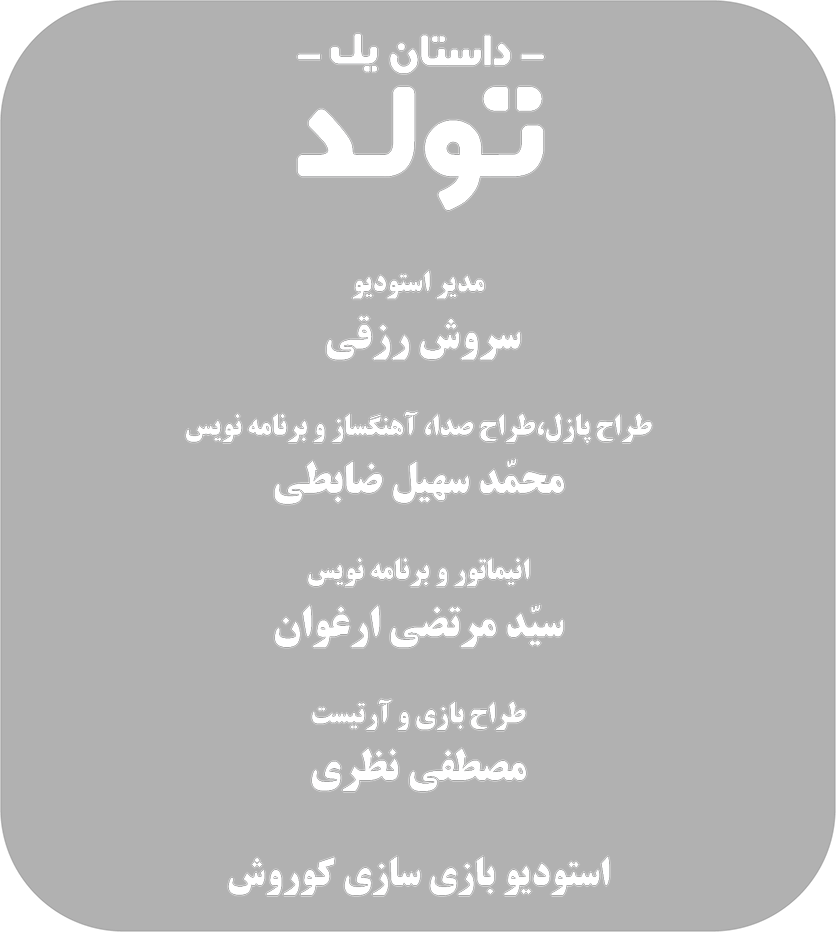 - داستان یک -
تولد
مدیر استودیو
سروش رزقی
طراح پازل،طراح صدا، آهنگساز و برنامه نویس
محمّد سهیل ضابطی
انیماتور و برنامه نویس
سیّد مرتضی ارغوان
طراح بازی و آرتیست
مصطفی نظری
استودیو بازی سازی کوروش